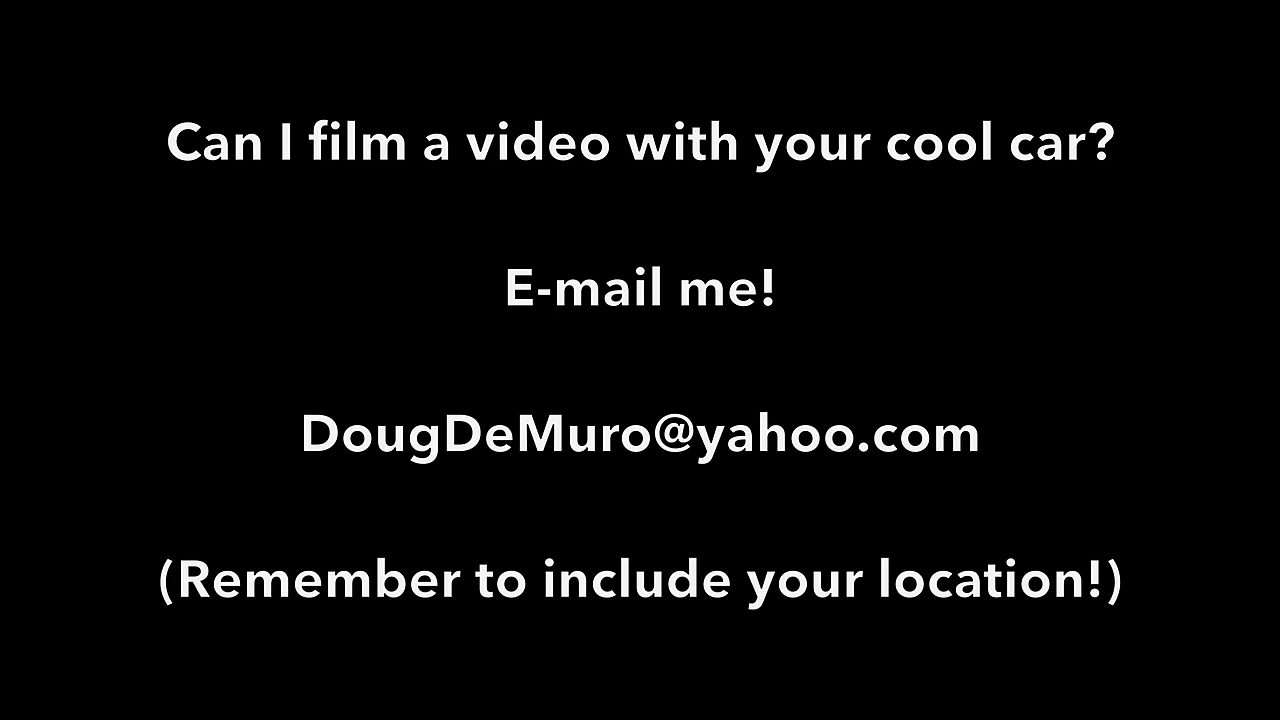 Can I film a video with your cool car?
E-mail me!
DougDeMuro@yahoo.com
(Remember to include your location!)